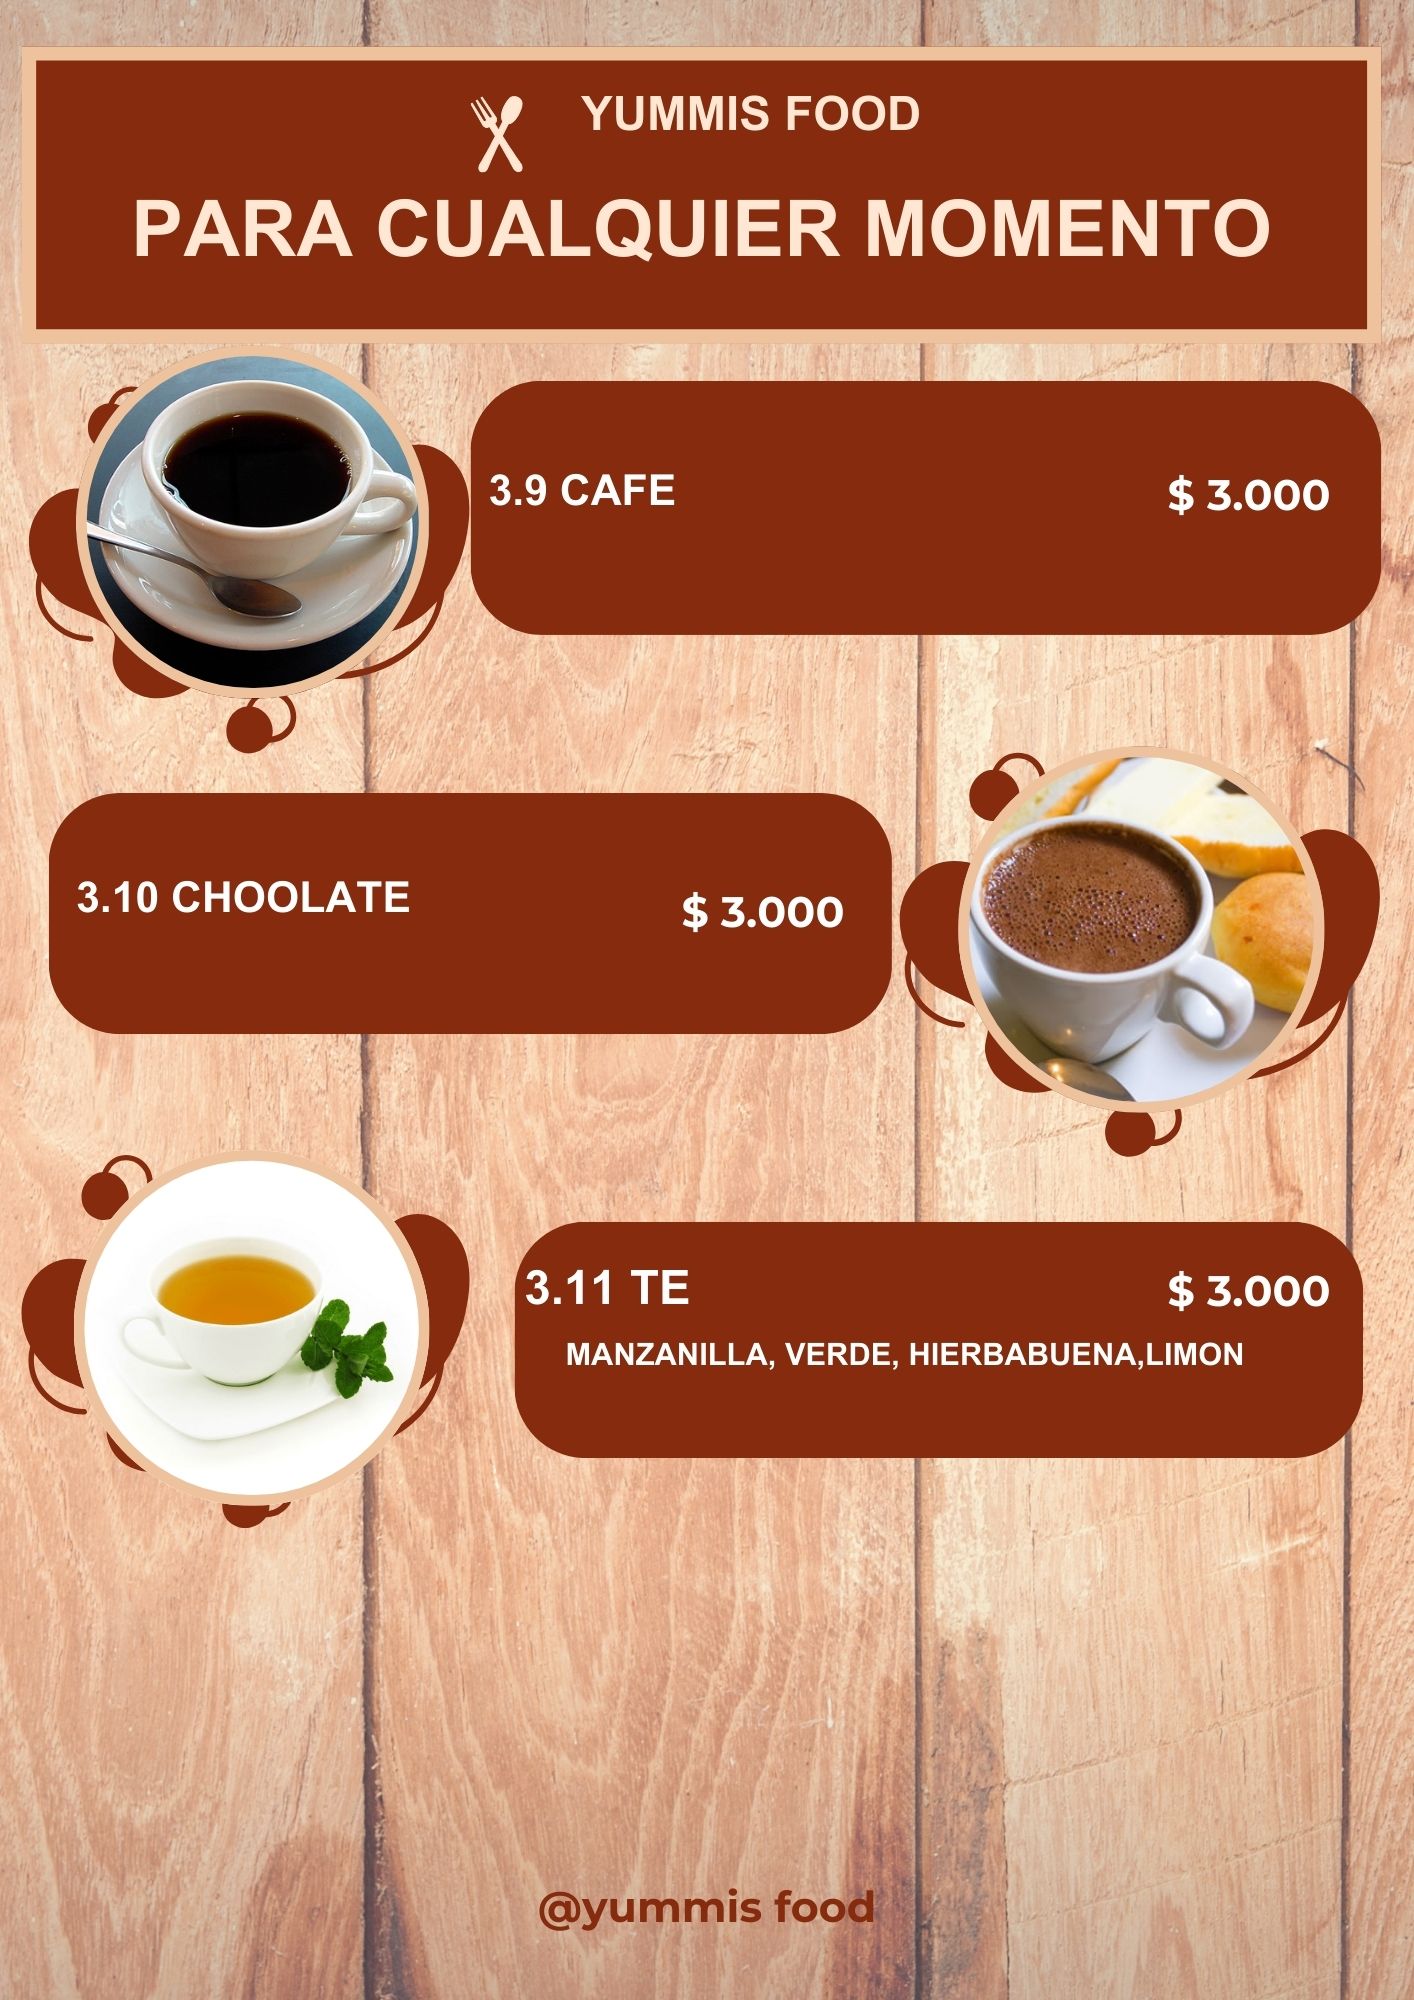 YUMMIS FOOD
PARA CUALQUIER MOMENTO
3.9 CAFE
$ 3.000
3.10 CHOOLATE
$ 3.000
3.11 TE
$ 3.000
MANZANILLA, VERDE, HIERBABUENA,LIMON
@yummis food